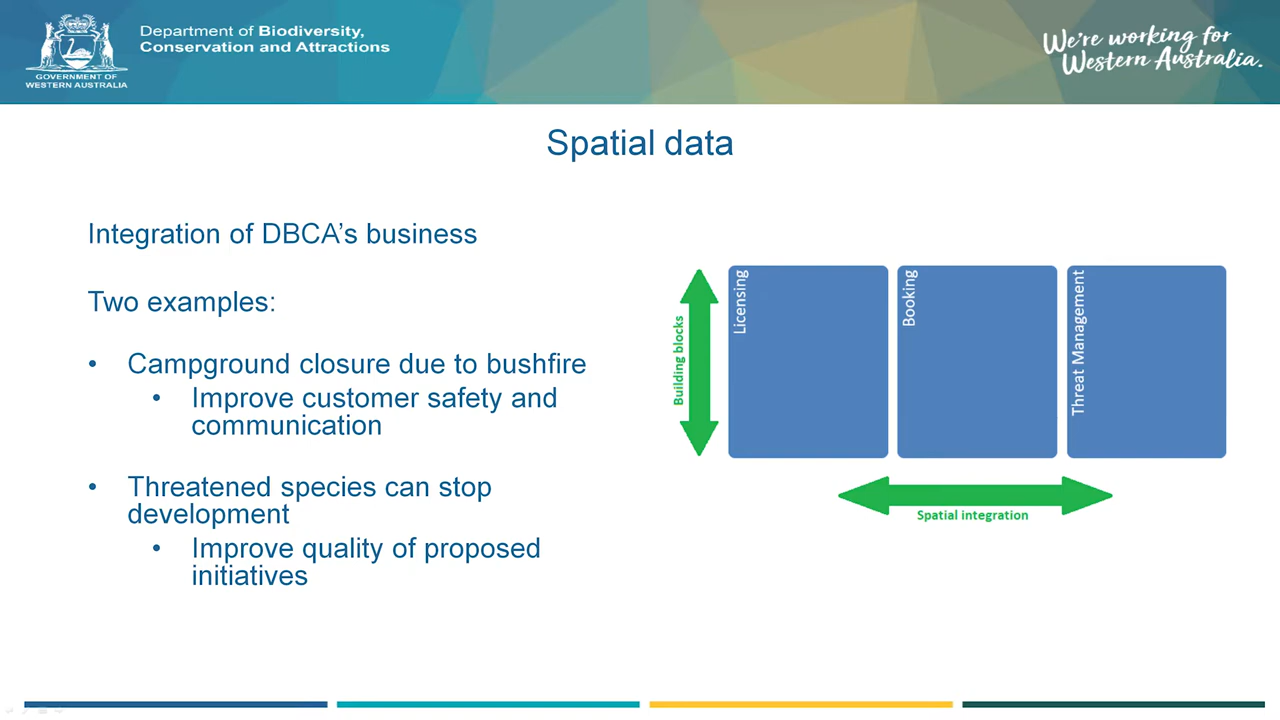 Department of Biodiversity,
Conservation and Attractions
GOVERNMENT OF
WESTERN AUSTRALIA
We're working for
Western Australia.
Spatial data
Integration of DBCA's business
Two examples:
• Campground closure due to bushfire
• Improve customer safety and
communication
• Threatened species can stop
development
• Improve quality of proposed
initiatives
Building blocks
Licensing
Booking
Threat Management
Spatial integration